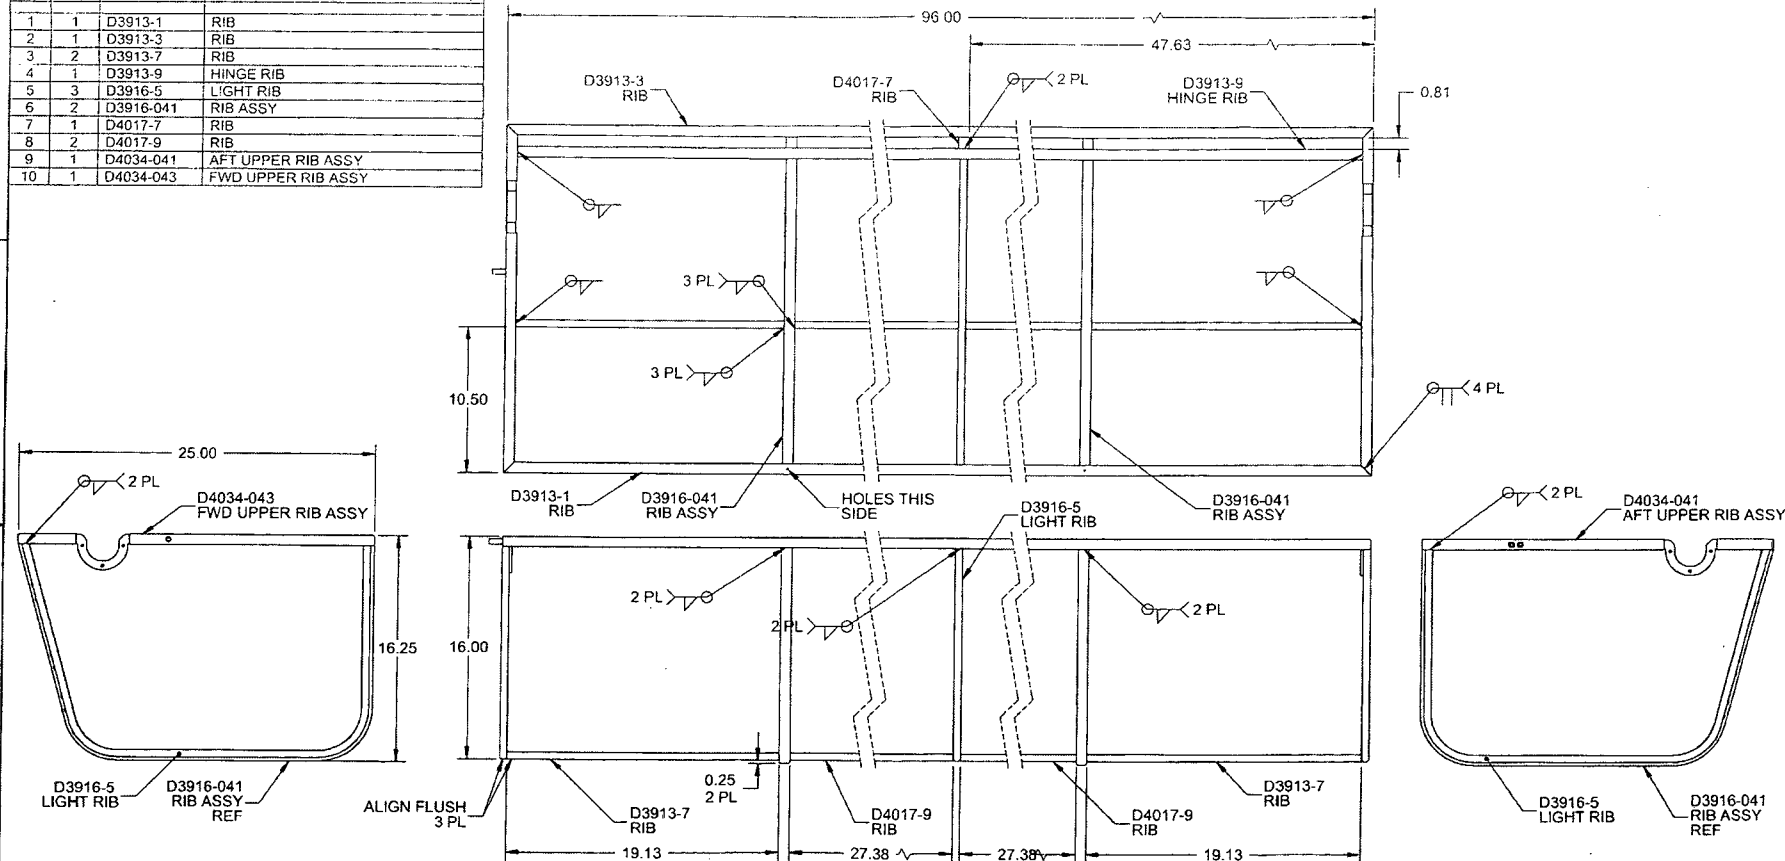 1 1 D3913-1 RIB
2 1 D3913-3 RIB
3 2 D3913-7 RIB
4 1 D3913-9 HINGE RIB
5 3 D3916-5 LIGHT RIB
6 2 D3916-041 RIB ASSY
7 1 D4017-7 RIB
8 2 D4017-9 RIB
9 1 D4034-041 AFT UPPER RIB ASSY
10 1 D4034-043 FWD UPPER RIB ASSY
96.00
47.63
D3913-3
RIB
D4017-7
RIB
2 PL
D3913-9
HINGE RIB
0.81
3 PL
3 PL
10.50
4 PL
D3913-1
RIB
D3916-041
RIB ASSY
HOLES THIS
SIDE
D3916-041
RIB ASSY
25.00
2 PL
D4034-043
FWD UPPER RIB ASSY
16.25
D3916-5
LIGHT RIB
D3916-041
RIB ASSY
REF
D3916-5
LIGHT RIB
16.00
2 PL
2 PL
2 PL
ALIGN FLUSH
3 PL
D3913-7
RIB
0.25
2 PL
D4017-9
RIB
D4017-9
RIB
D3913-7
RIB
19.13
27.38
27.38
19.13
2 PL
D4034-041
AFT UPPER RIB ASSY
D3916-5
LIGHT RIB
D3916-041
RIB ASSY
REF